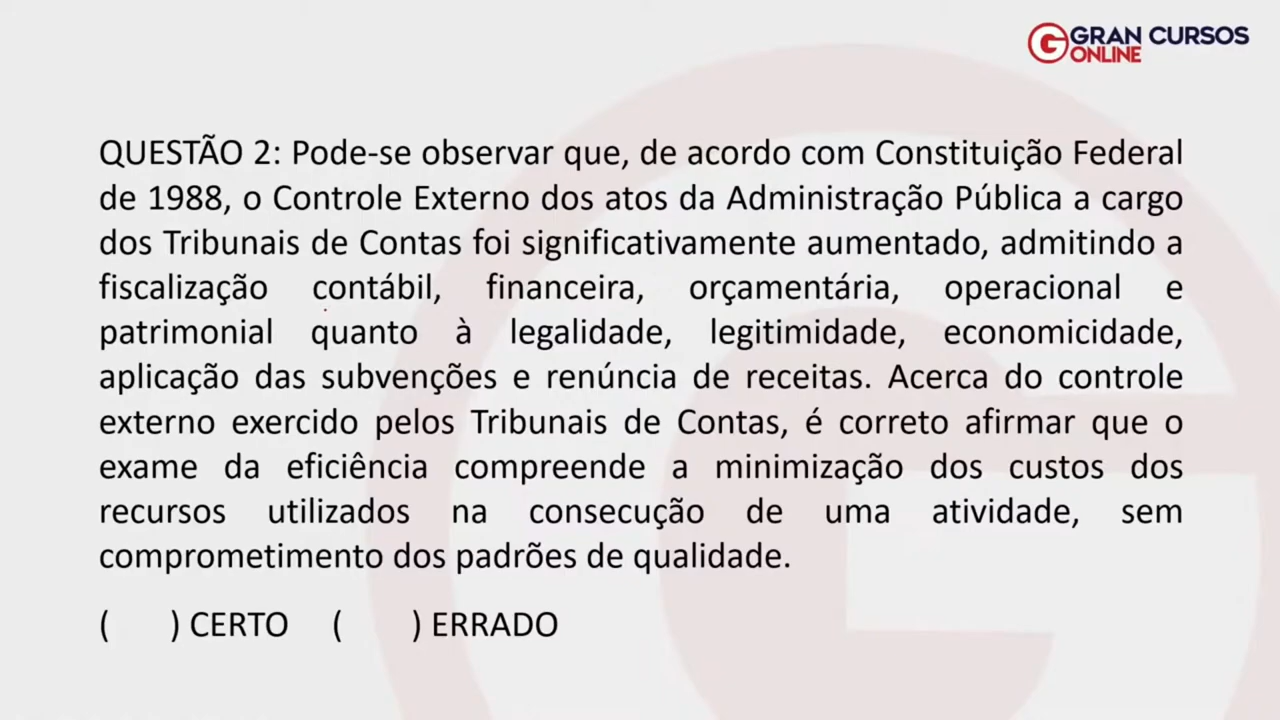 GRAN CURSOS
ONLINE
QUESTÃO 2: Pode-se observar que, de acordo com Constituição Federal
de 1988, o Controle Externo dos atos da Administração Pública a cargo
dos Tribunais de Contas foi significativamente aumentado, admitindo a
fiscalização contábil, financeira, orçamentária, operacional e
patrimonial quanto à legalidade, legitimidade, economicidade,
aplicação das subvenções e renúncia de receitas. Acerca do controle
externo exercido pelos Tribunais de Contas, é correto afirmar que o
exame da eficiência compreende a minimização dos custos dos
recursos utilizados na consecução de uma atividade, sem
comprometimento dos padrões de qualidade.
( ) CERTO ( ) ERRADO